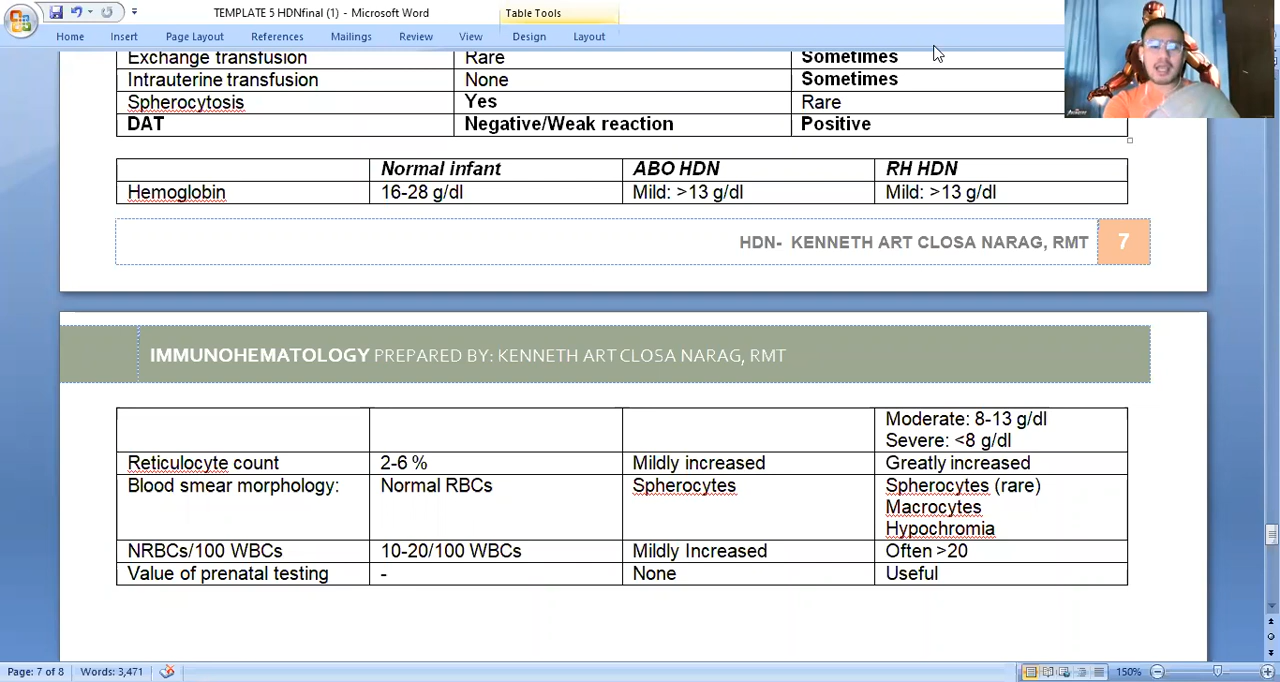 TEMPLATE 5 HDNfinal (1) - Microsoft Word
Table Tools
Home Insert Page Layout References Mailings Review View Design Layout
Exchange transfusion Rare Sometimes
Intrauterine transfusion None Sometimes
Spherocytosis Yes Rare
DAT Negative/Weak reaction Positive
Normal infant ABO HDN RH HDN
Hemoglobin 16-28 g/dl Mild: >13 g/dl Mild: >13 g/dl
HDN- KENNETH ART CLOSA NARAG, RMT 7
IMMUNOHEMATOLOGY PREPARED BY: KENNETH ART CLOSA NARAG, RMT
Moderate: 8-13 g/dl
Severe: <8 g/dl
Reticulocyte count 2-6 % Mildly increased Greatly increased
Blood smear morphology: Normal RBCs Spherocytes Spherocytes (rare)
Macrocytes
Hypochromia
NRBCs/100 WBCs 10-20/100 WBCs Mildly Increased Often >20
Value of prenatal testing - None Useful
Page: 7 of 8 Words: 3,471 150%